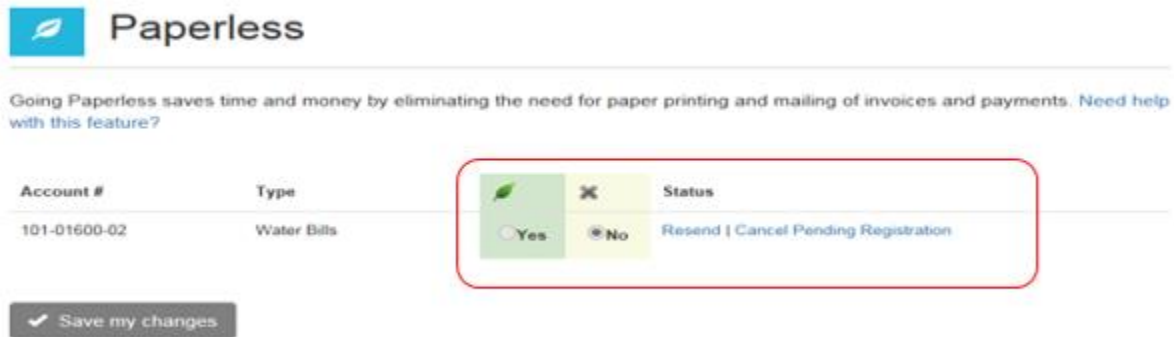 Paperless
Going Paperless saves time and money by eliminating the need for paper printing and mailing of invoices and payments. Need help
with this feature?
Account # Type Status
101-01600-02 Water Bills Yes No Resend | Cancel Pending Registration
Save my changes